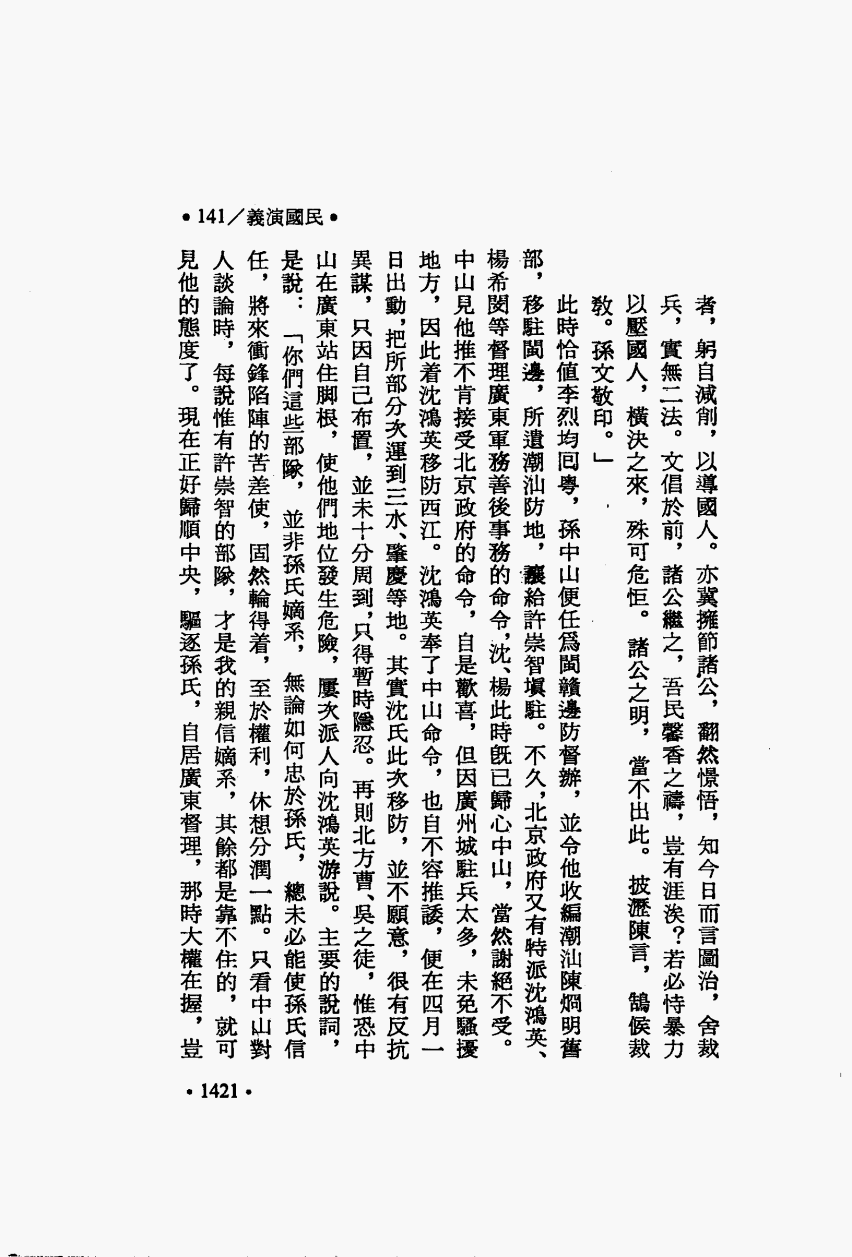 •141／義演國民•
者，躬自減削，以導國人。亦冀擁節諸公，翻然憬悟，知今日而言圖治，舍裁
兵，實無二法。文倡於前，諸公繼之，吾民馨香之禱，豈有涯涘？若必恃暴力
以壓國人，橫決之來，殊可危怛。諸公之明，當不出此。披瀝陳言，鵠候裁
敎。孫文敬印。」
此時恰值李烈均回粵，孫中山便任爲閩贛邊防督辦，並令他收編潮汕陳烱明舊
部，移駐閩邊，所遺潮汕防地，讓給許崇智塡駐。不久，北京政府又有特派沈鴻英、
楊希閔等督理廣東軍務善後事務的命令，沈、楊此時旣已歸心中山，當然謝絕不受。
中山見他推不肯接受北京政府的命令，自是歡喜，但因廣州城駐兵太多，未免騷擾
地方，因此着沈鴻英移防西江。沈鴻英奉了中山命令，也自不容推諉，便在四月一
日出動，把所部分次運到三水、肇慶等地。其實沈氏此次移防，並不願意，很有反抗
異謀，只因自己布置，並未十分周到，只得暫時隱忍。再則北方曹、吳之徒，惟恐中
山在廣東站住脚根，使他們地位發生危險，屢次派人向沈鴻英游說。主要的說詞，
是說：「你們這些部隊，並非孫氏嫡系，無論如何忠於孫氏，總未必能使孫氏信
任，將來衝鋒陷陣的苦差使，固然輪得着，至於權利，休想分潤一點。只看中山對
人談論時，每說惟有許崇智的部隊，才是我的親信嫡系，其餘都是靠不住的，就可
見他的態度了。現在正好歸順中央，驅逐孫氏，自居廣東督理，那時大權在握，豈
•1421•